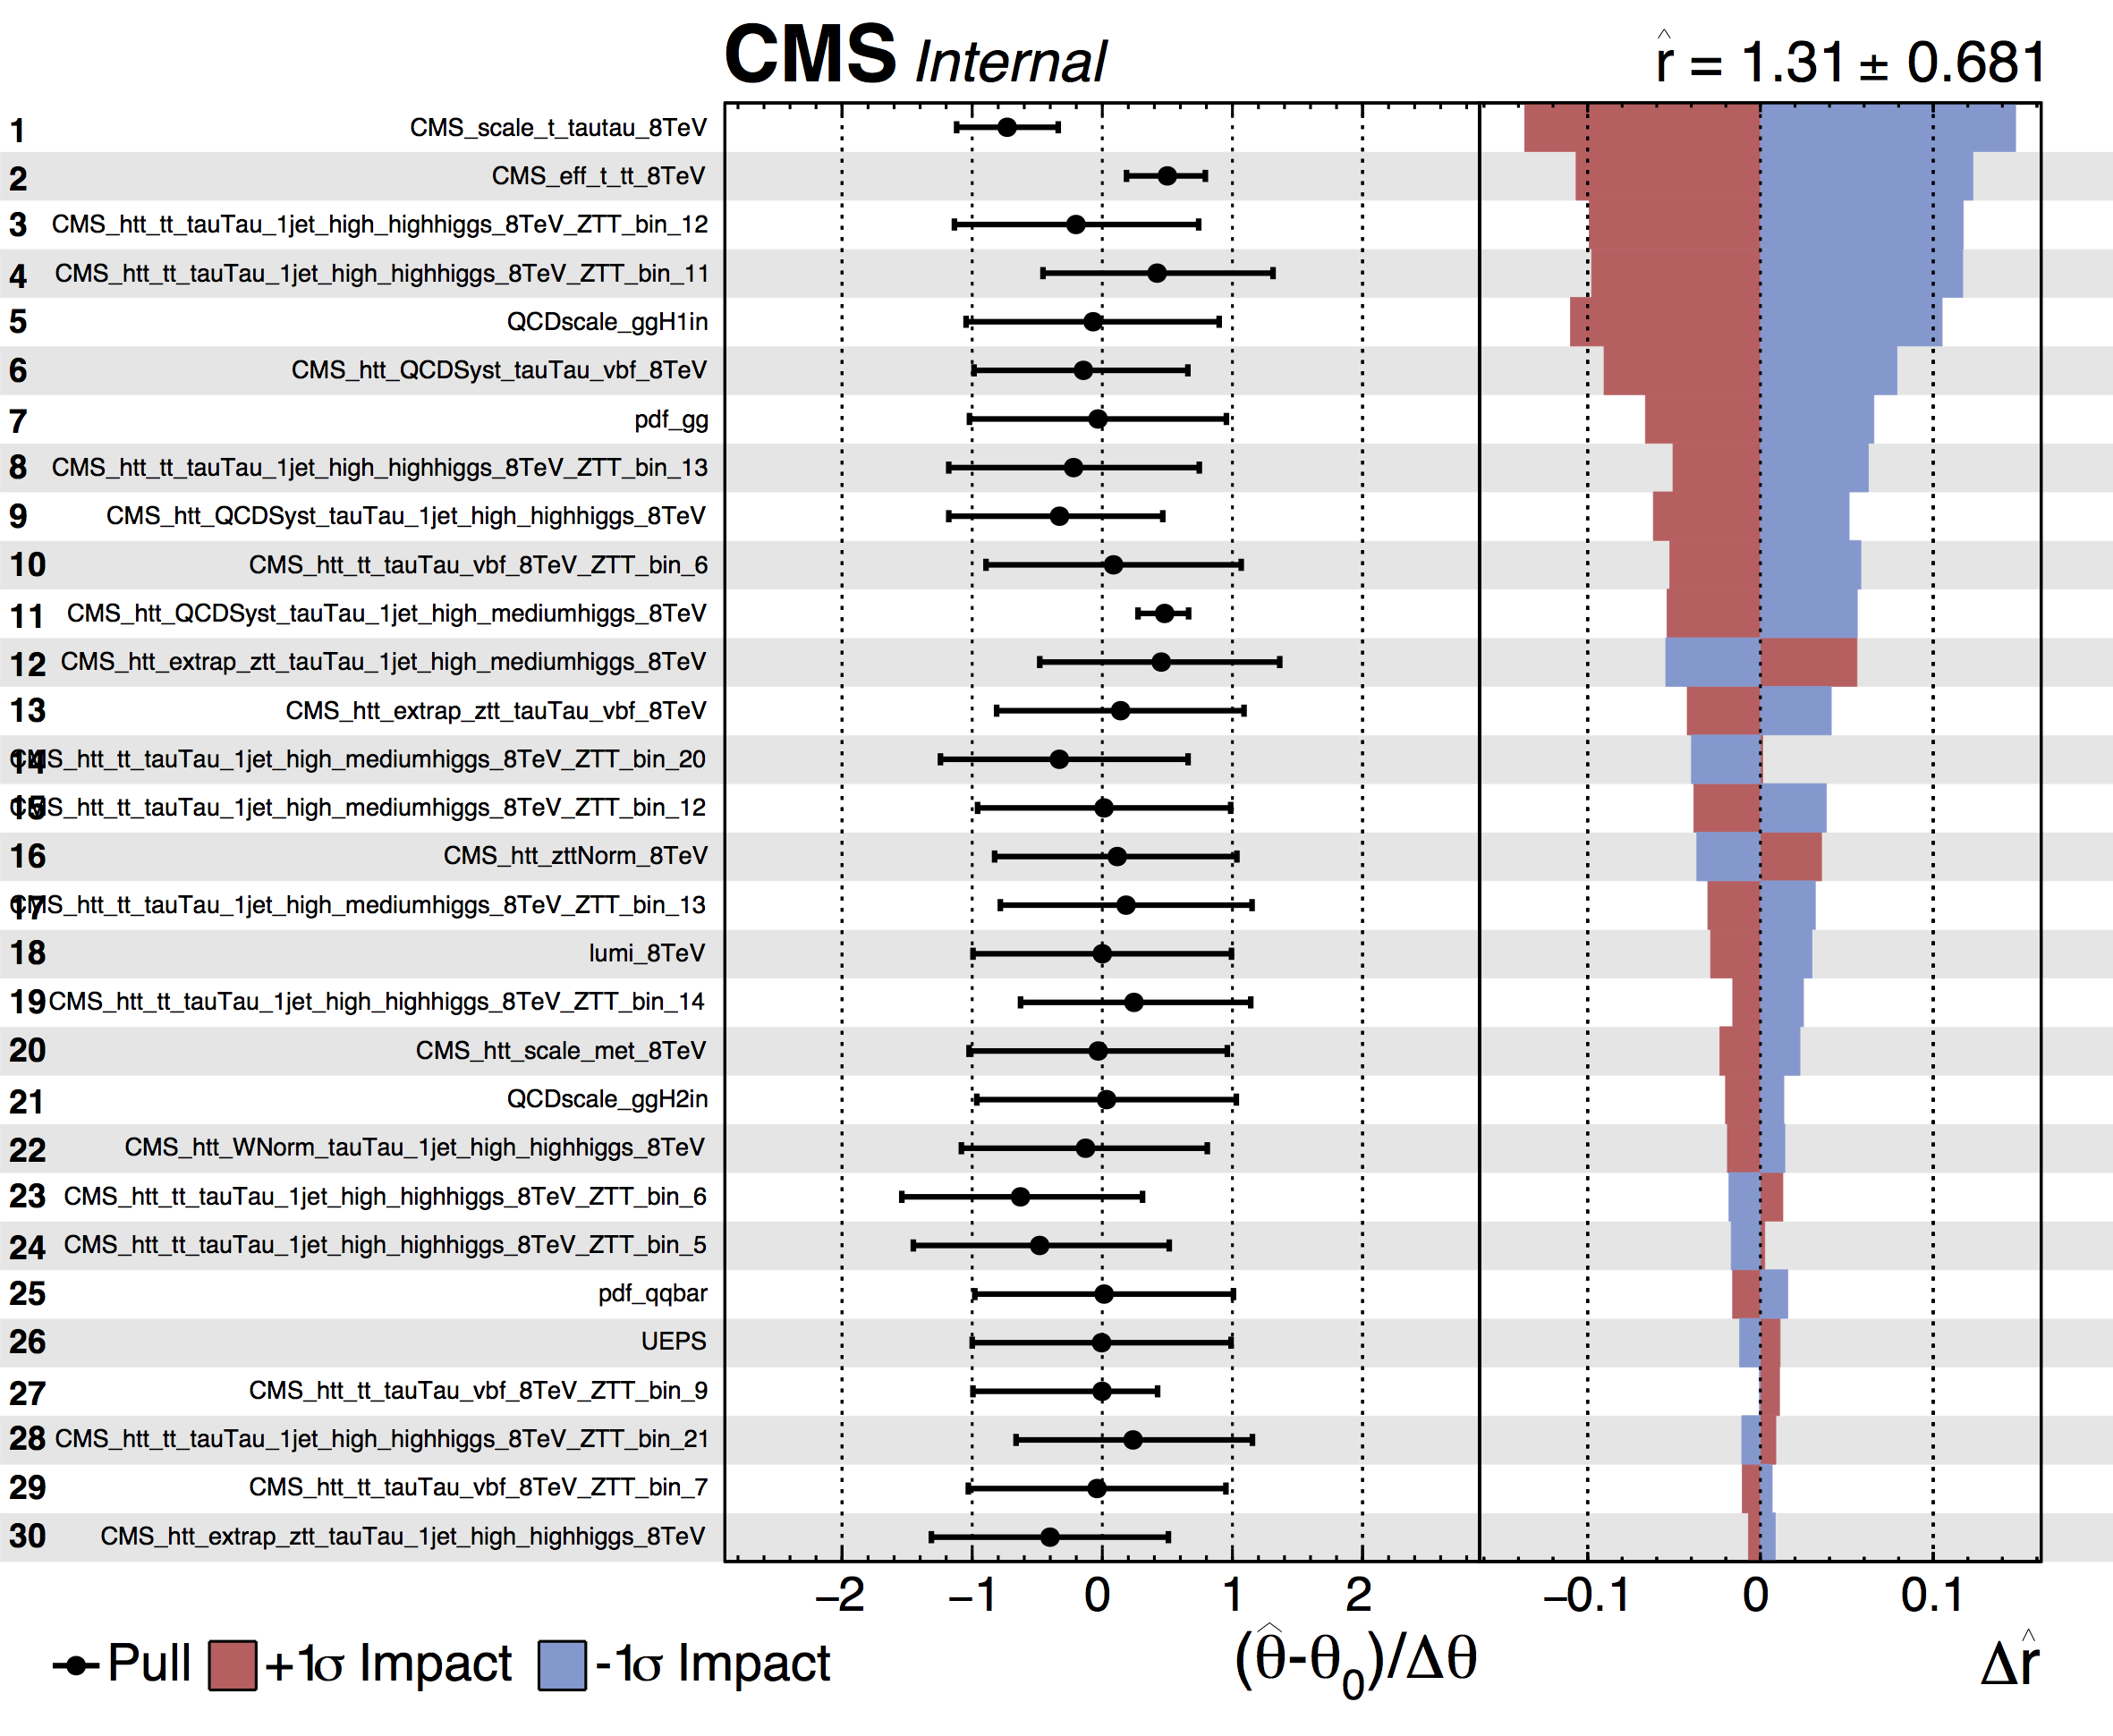 CMS Internal
r̂ = 1.31 ± 0.681
1 CMS_scale_t_tautau_8TeV
2 CMS_eff_t_tt_8TeV
3 CMS_htt_tt_tauTau_1jet_high_highhiggs_8TeV_ZTT_bin_12
4 CMS_htt_tt_tauTau_1jet_high_highhiggs_8TeV_ZTT_bin_11
5 QCDscale_ggH1in
6 CMS_htt_QCDSyst_tauTau_vbf_8TeV
7 pdf_gg
8 CMS_htt_tt_tauTau_1jet_high_highhiggs_8TeV_ZTT_bin_13
9 CMS_htt_QCDSyst_tauTau_1jet_high_highhiggs_8TeV
10 CMS_htt_tt_tauTau_vbf_8TeV_ZTT_bin_6
11 CMS_htt_QCDSyst_tauTau_1jet_high_mediumhiggs_8TeV
12 CMS_htt_extrap_ztt_tauTau_1jet_high_mediumhiggs_8TeV
13 CMS_htt_extrap_ztt_tauTau_vbf_8TeV
14 CMS_htt_tt_tauTau_1jet_high_mediumhiggs_8TeV_ZTT_bin_20
15 CMS_htt_tt_tauTau_1jet_high_mediumhiggs_8TeV_ZTT_bin_12
16 CMS_htt_zttNorm_8TeV
17 CMS_htt_tt_tauTau_1jet_high_mediumhiggs_8TeV_ZTT_bin_13
18 lumi_8TeV
19 CMS_htt_tt_tauTau_1jet_high_highhiggs_8TeV_ZTT_bin_14
20 CMS_htt_scale_met_8TeV
21 QCDscale_ggH2in
22 CMS_htt_WNorm_tauTau_1jet_high_highhiggs_8TeV
23 CMS_htt_tt_tauTau_1jet_high_highhiggs_8TeV_ZTT_bin_6
24 CMS_htt_tt_tauTau_1jet_high_highhiggs_8TeV_ZTT_bin_5
25 pdf_qqbar
26 UEPS
27 CMS_htt_tt_tauTau_vbf_8TeV_ZTT_bin_9
28 CMS_htt_tt_tauTau_1jet_high_highhiggs_8TeV_ZTT_bin_21
29 CMS_htt_tt_tauTau_vbf_8TeV_ZTT_bin_7
30 CMS_htt_extrap_ztt_tauTau_1jet_high_highhiggs_8TeV
−2 −1 0 1 2 −0.1 0 0.1
Pull +1σ Impact -1σ Impact (θ̂-θ₀)/Δθ Δr̂